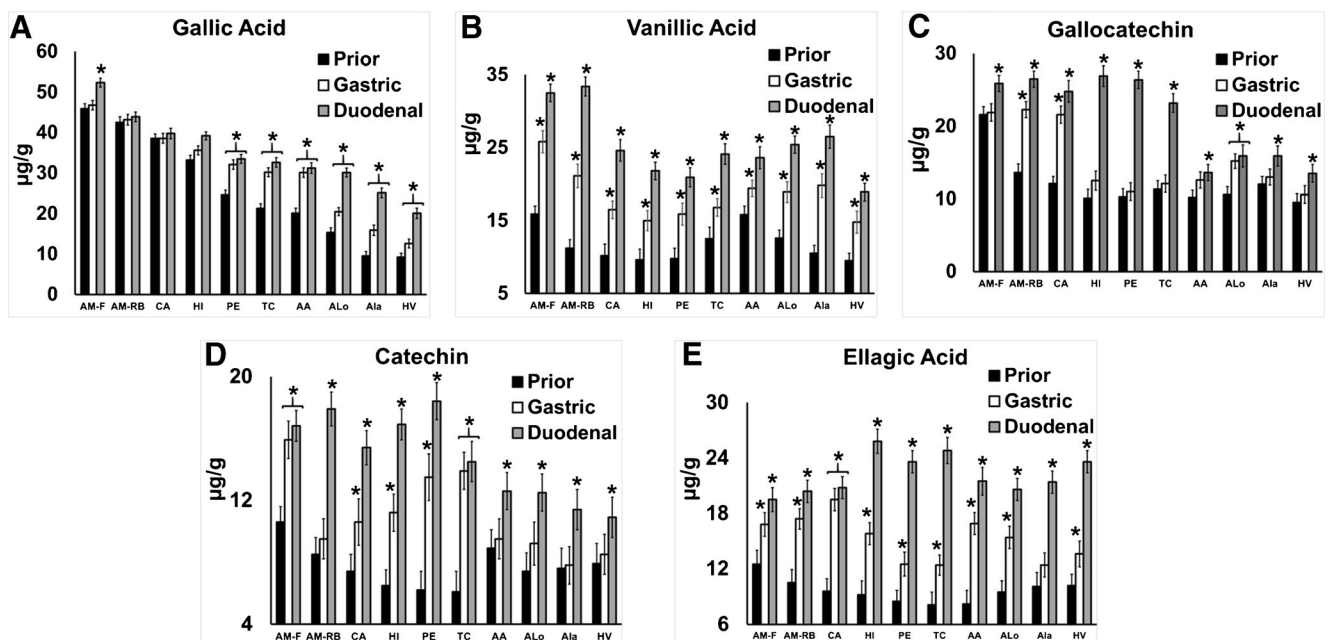 A
Gallic Acid
Prior
Gastric
Duodenal
µg/g
60
50
40
30
20
10
0
* * * * * * *
AM-F AM-RB CA HI PE TC AA ALo Ala HV
B
Vanillic Acid
Prior
Gastric
Duodenal
µg/g
35
25
15
5
* * * * * * * * * * * * * * * * * * * *
AM-F AM-RB CA HI PE TC AA ALo Ala HV
C
Gallocatechin
Prior
Gastric
Duodenal
µg/g
30
20
10
0
* * * * * * * * * * * *
AM-F AM-RB CA HI PE TC AA ALo Ala HV
D
Catechin
Prior
Gastric
Duodenal
µg/g
20
12
4
* * * * * * * * * * * * *
AM-F AM-RB CA HI PE TC AA ALo Ala HV
E
Ellagic Acid
Prior
Gastric
Duodenal
µg/g
30
24
18
12
6
* * * * * * * * * * * * * * * * * *
AM-F AM-RB CA HI PE TC AA ALo Ala HV